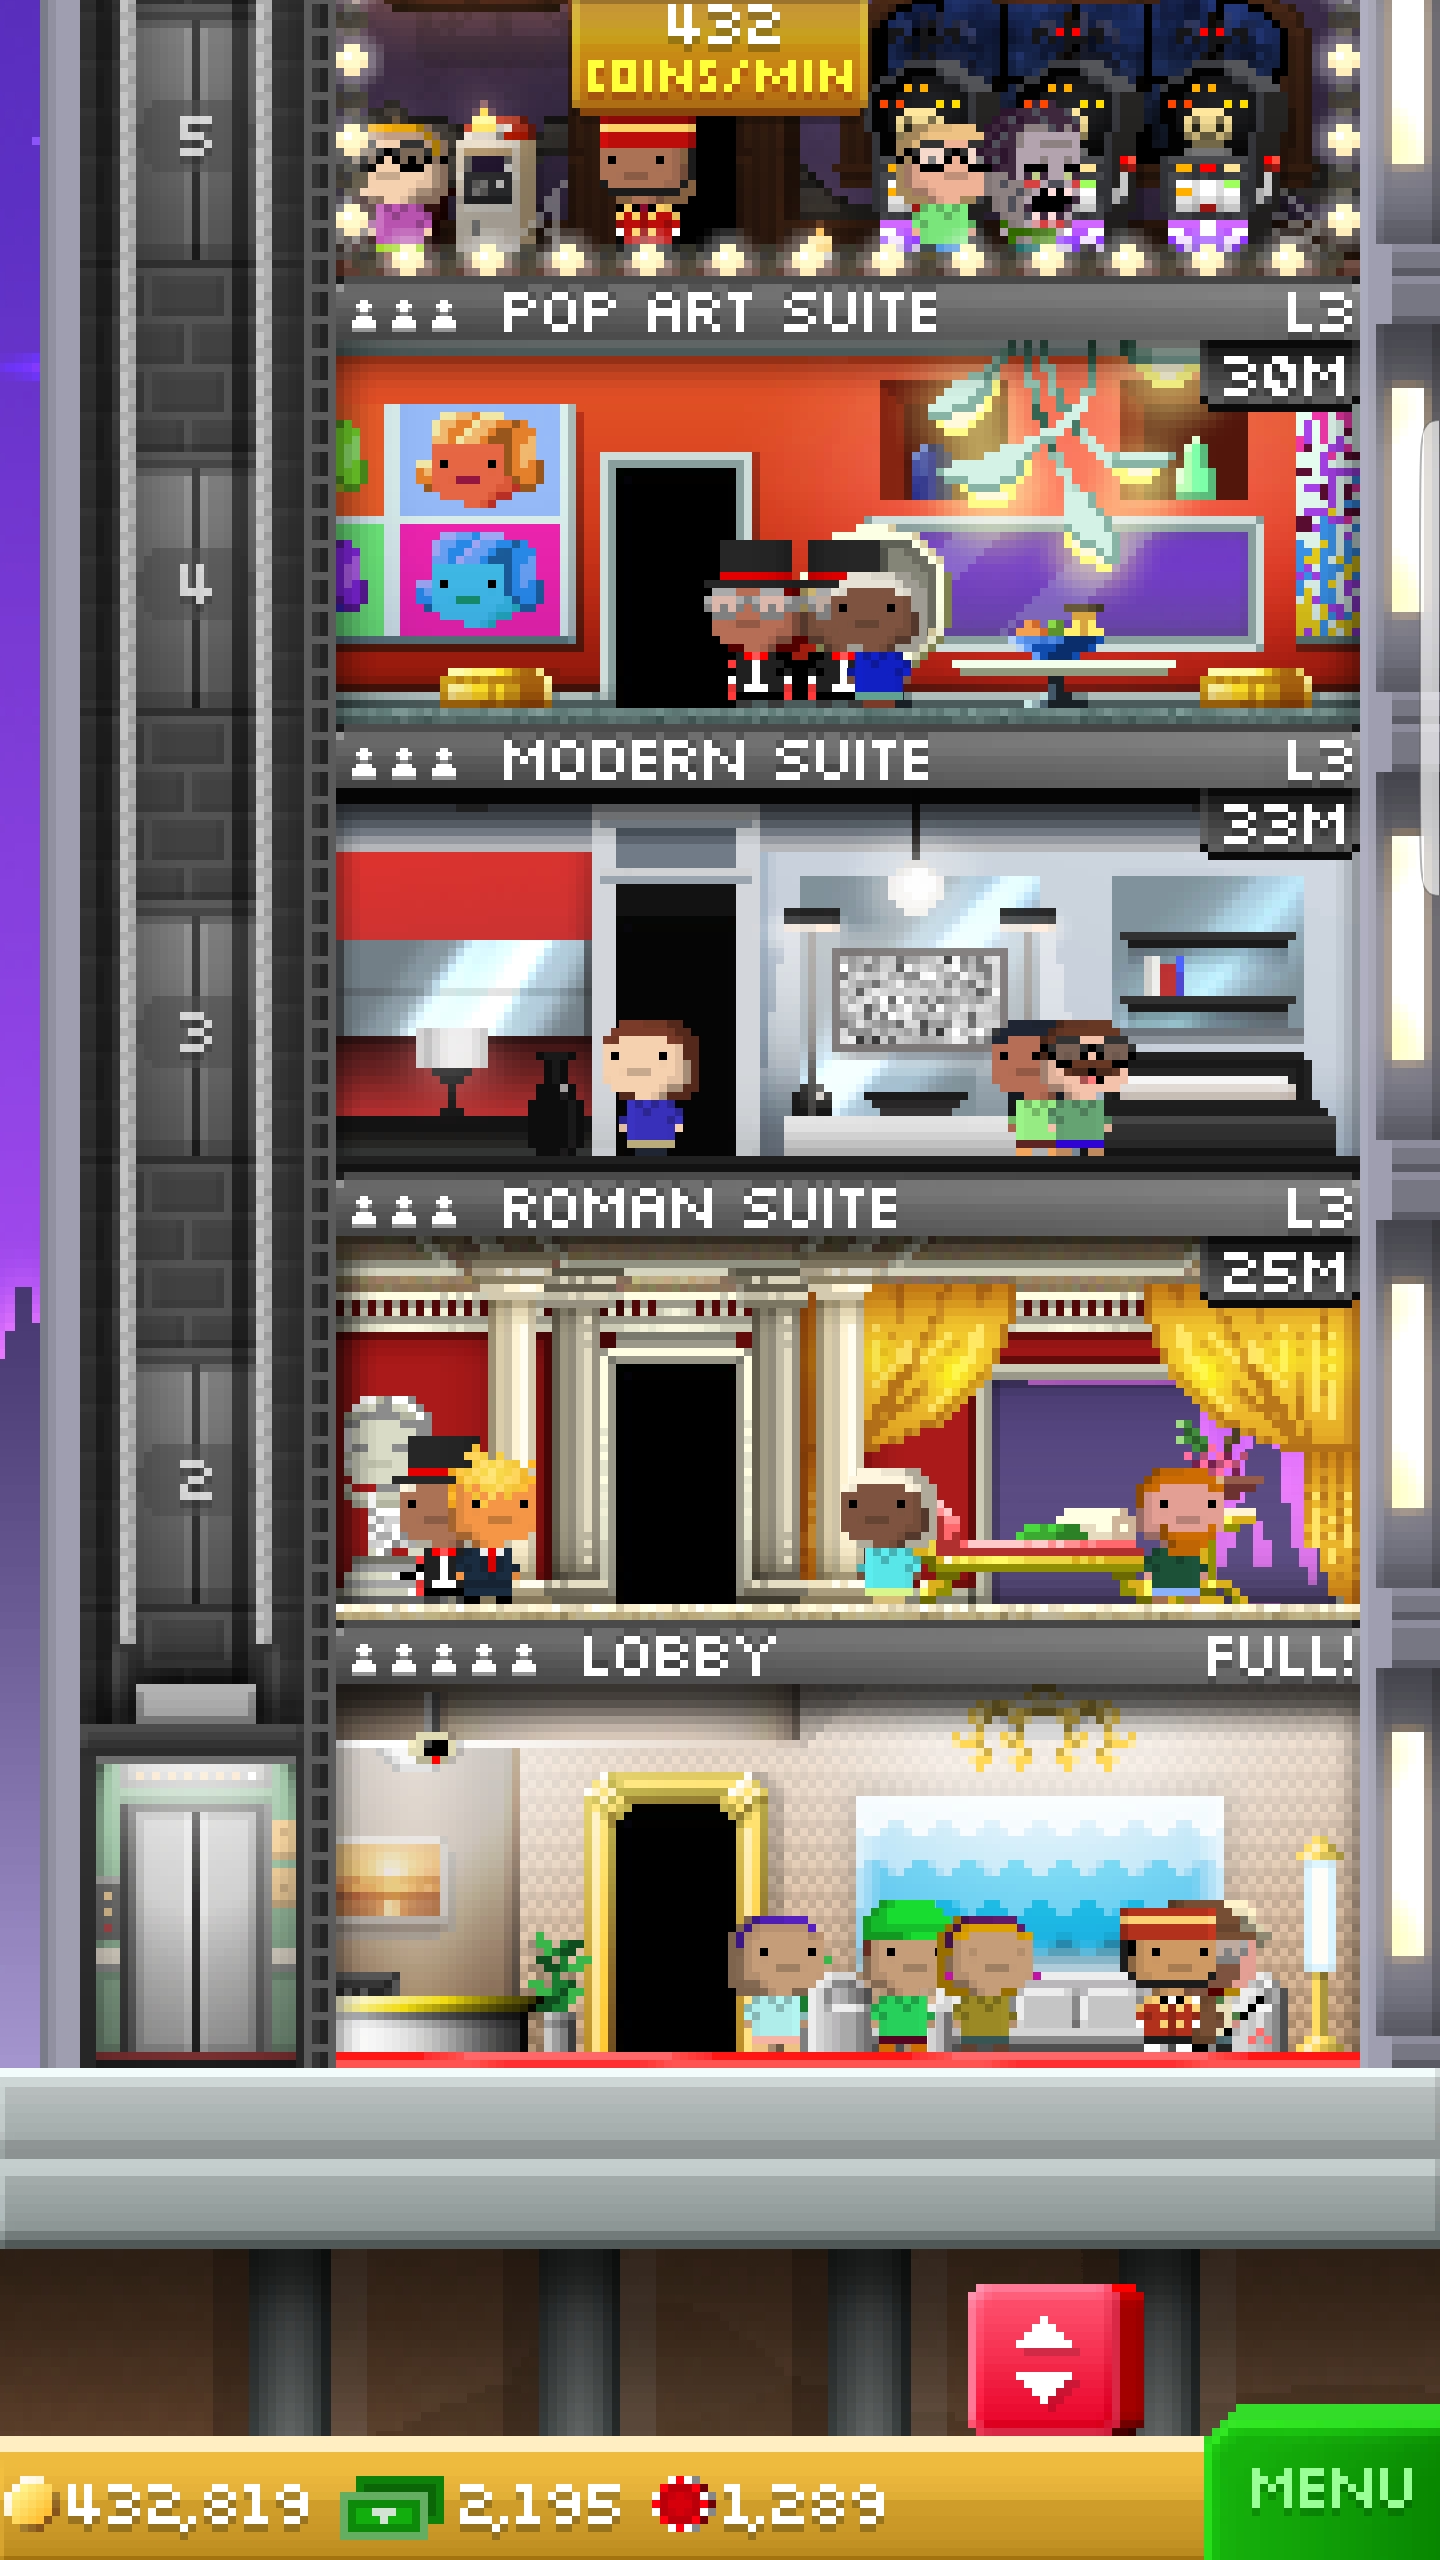 432
COINS/MIN
5
POP ART SUITE L3
30M
4
MODERN SUITE L3
33M
3
ROMAN SUITE L3
25M
2
LOBBY FULL!
432,819 2,195 1,289
MENU